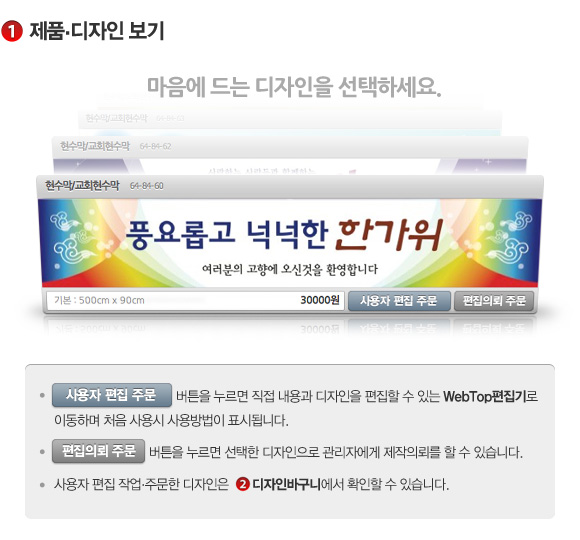 1 제품·디자인 보기
마음에 드는 디자인을 선택하세요.
현수막/교회현수막
현수막/교회현수막 64-84-62
현수막/교회현수막 64-84-60
풍요롭고 넉넉한 한가위
여러분의 고향에 오신것을 환영합니다
기본 : 500cm x 90cm 30000원 사용자 편집 주문 편집의뢰 주문
• 사용자 편집 주문 버튼을 누르면 직접 내용과 디자인을 편집할 수 있는 WebTop편집기로
이동하며 처음 사용시 사용방법이 표시됩니다.
• 편집의뢰 주문 버튼을 누르면 선택한 디자인으로 관리자에게 제작의뢰를 할 수 있습니다.
• 사용자 편집 작업·주문한 디자인은 2 디자인바구니에서 확인할 수 있습니다.